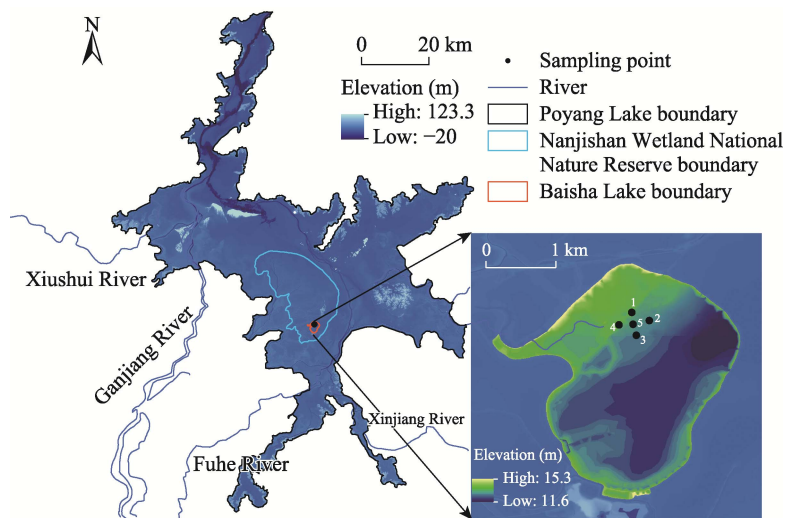 N
0 20 km
Elevation (m)
High: 123.3
Low: −20
Sampling point
River
Poyang Lake boundary
Nanjishan Wetland National
Nature Reserve boundary
Baisha Lake boundary
Xiushui River
Ganjiang River
Fuhe River
Xinjiang River
0 1 km
1
2
4
5
3
Elevation (m)
High: 15.3
Low: 11.6